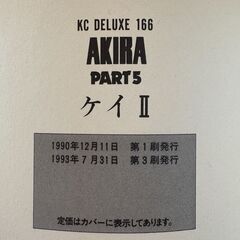 KC DELUXE 166
AKIRA
PART5
ケイⅡ
1990年12月11日 第1刷発行
1993年7月31日 第3刷発行
定価はカバーに表示してあります。